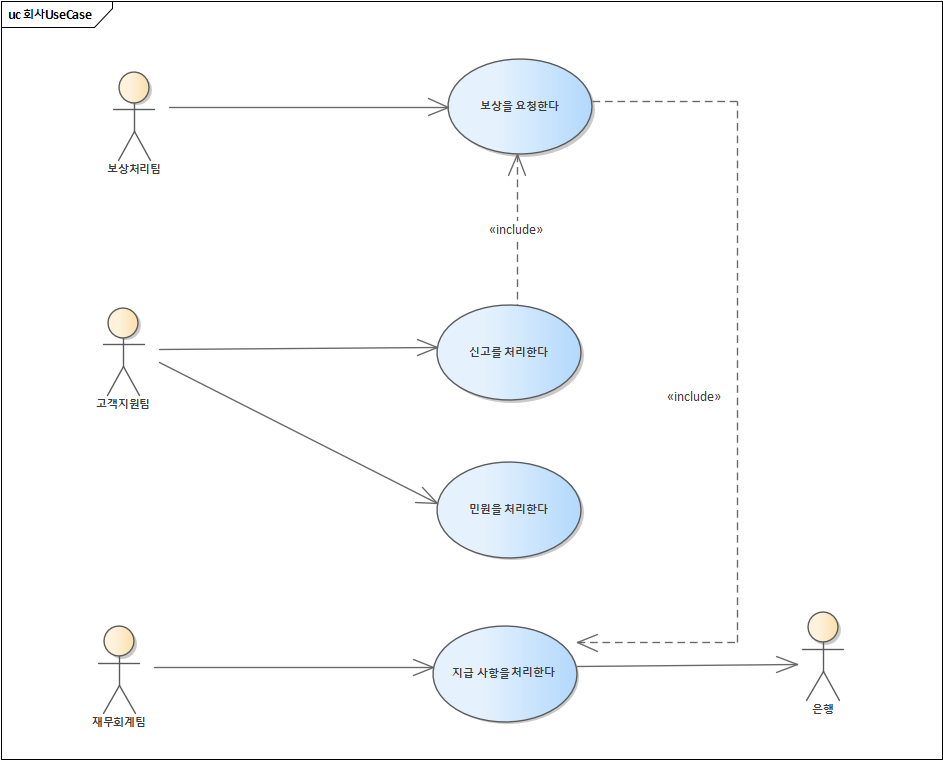 uc 회사UseCase
보상을 요청한다
보상처리팀
«include»
신고를 처리한다
고객지원팀
«include»
민원을 처리한다
지급 사항을 처리한다
재무회계팀
은행